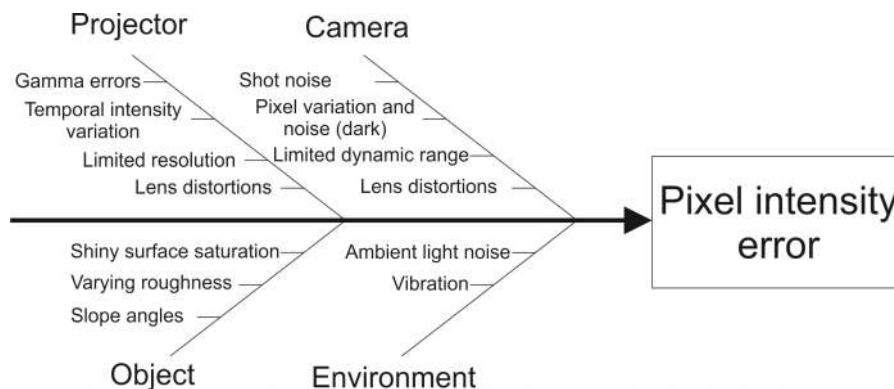 Projector
Gamma errors
Temporal intensity
variation
Limited resolution
Lens distortions
Camera
Shot noise
Pixel variation and
noise (dark)
Limited dynamic range
Lens distortions
Pixel intensity
error
Shiny surface saturation
Varying roughness
Slope angles
Object
Ambient light noise
Vibration
Environment